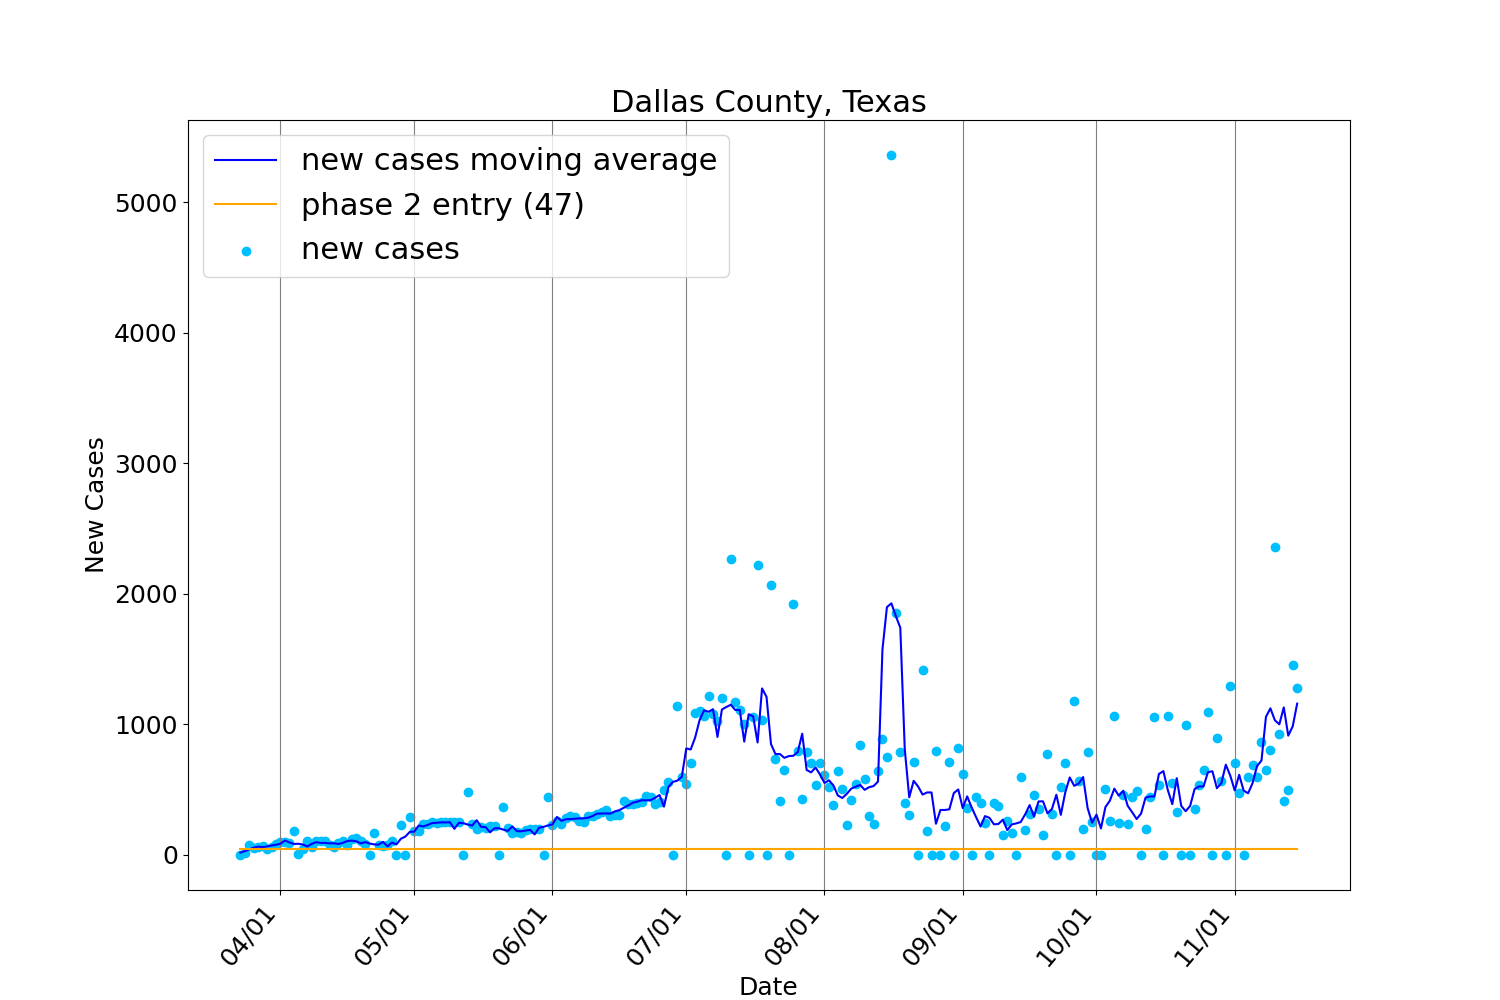 Dallas County, Texas
new cases moving average
phase 2 entry (47)
new cases
5000
4000
3000
2000
1000
0
New Cases
04/01
05/01
06/01
07/01
08/01
09/01
10/01
11/01
Date